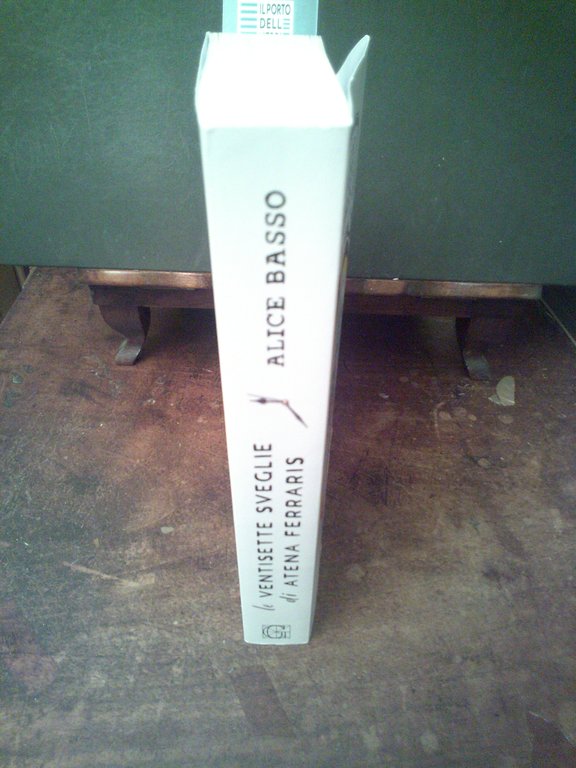 IL PORTO
DELL
ALICE BASSO
le VENTISETTE SVEGLIE
di ATENA FERRARIS
G